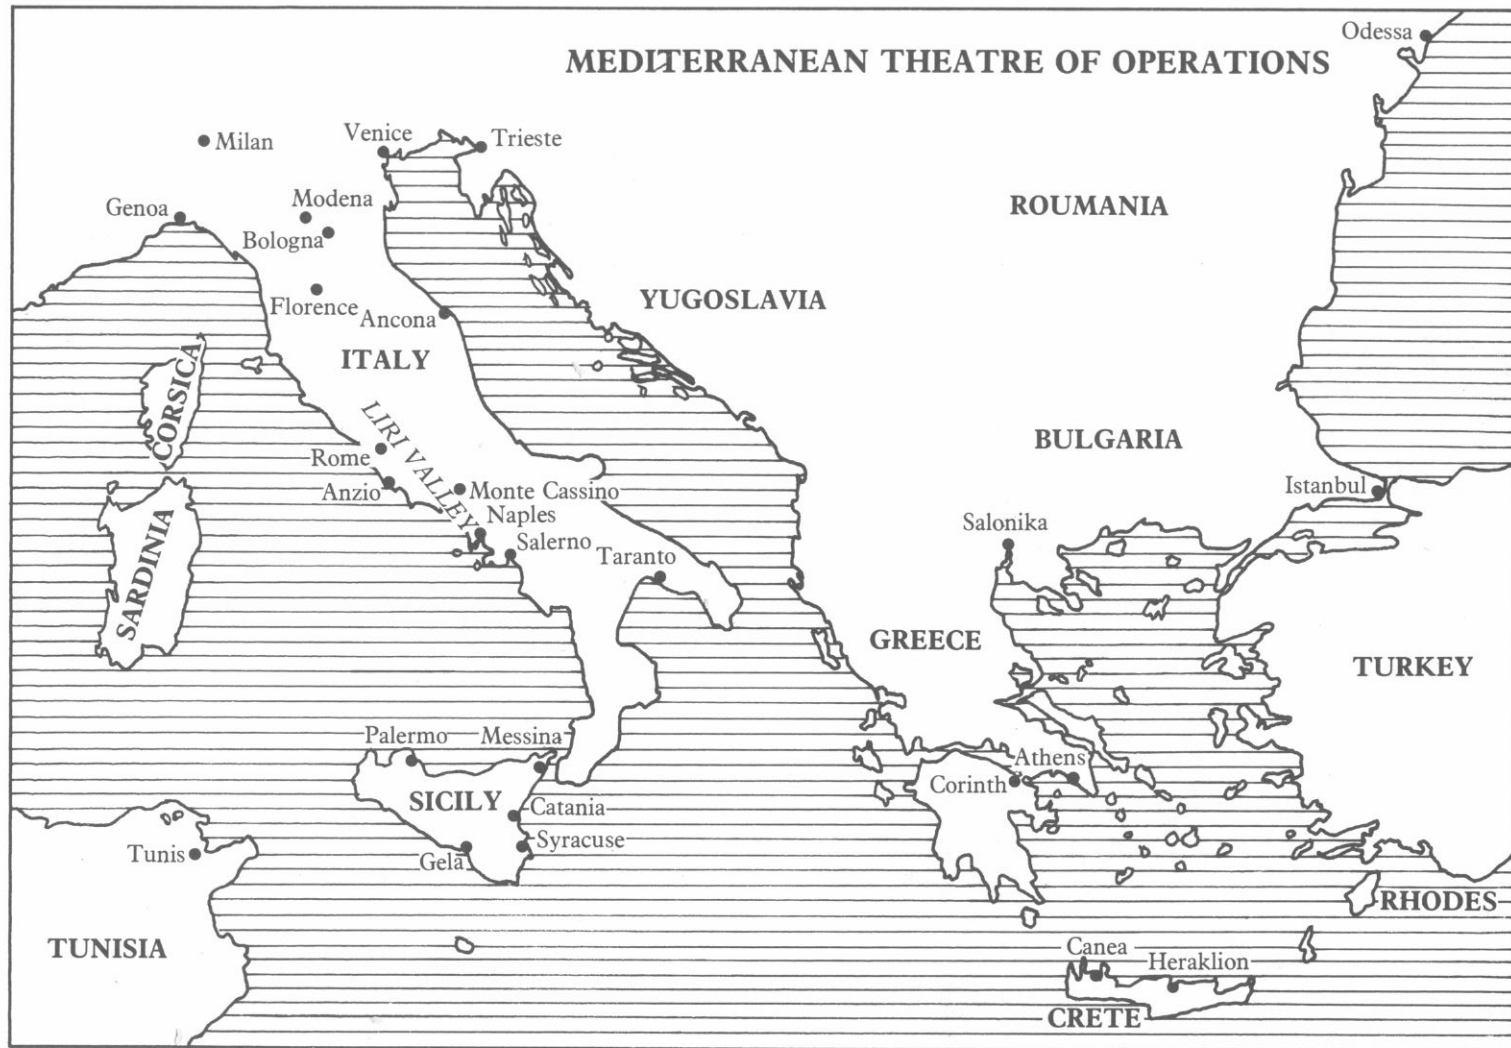 MEDITERRANEAN THEATRE OF OPERATIONS
Odessa
Milan
Venice
Trieste
Genoa
Modena
Bologna
ROUMANIA
Florence
Ancona
YUGOSLAVIA
ITALY
CORSICA
LIRI VALLEY
Rome
Anzio
Monte Cassino
Naples
Salerno
Taranto
BULGARIA
Istanbul
Salonika
SARDINIA
GREECE
TURKEY
Palermo
Messina
SICILY
Catania
Syracuse
Gela
Athens
Corinth
Tunis
TUNISIA
RHODES
Canea
Heraklion
CRETE